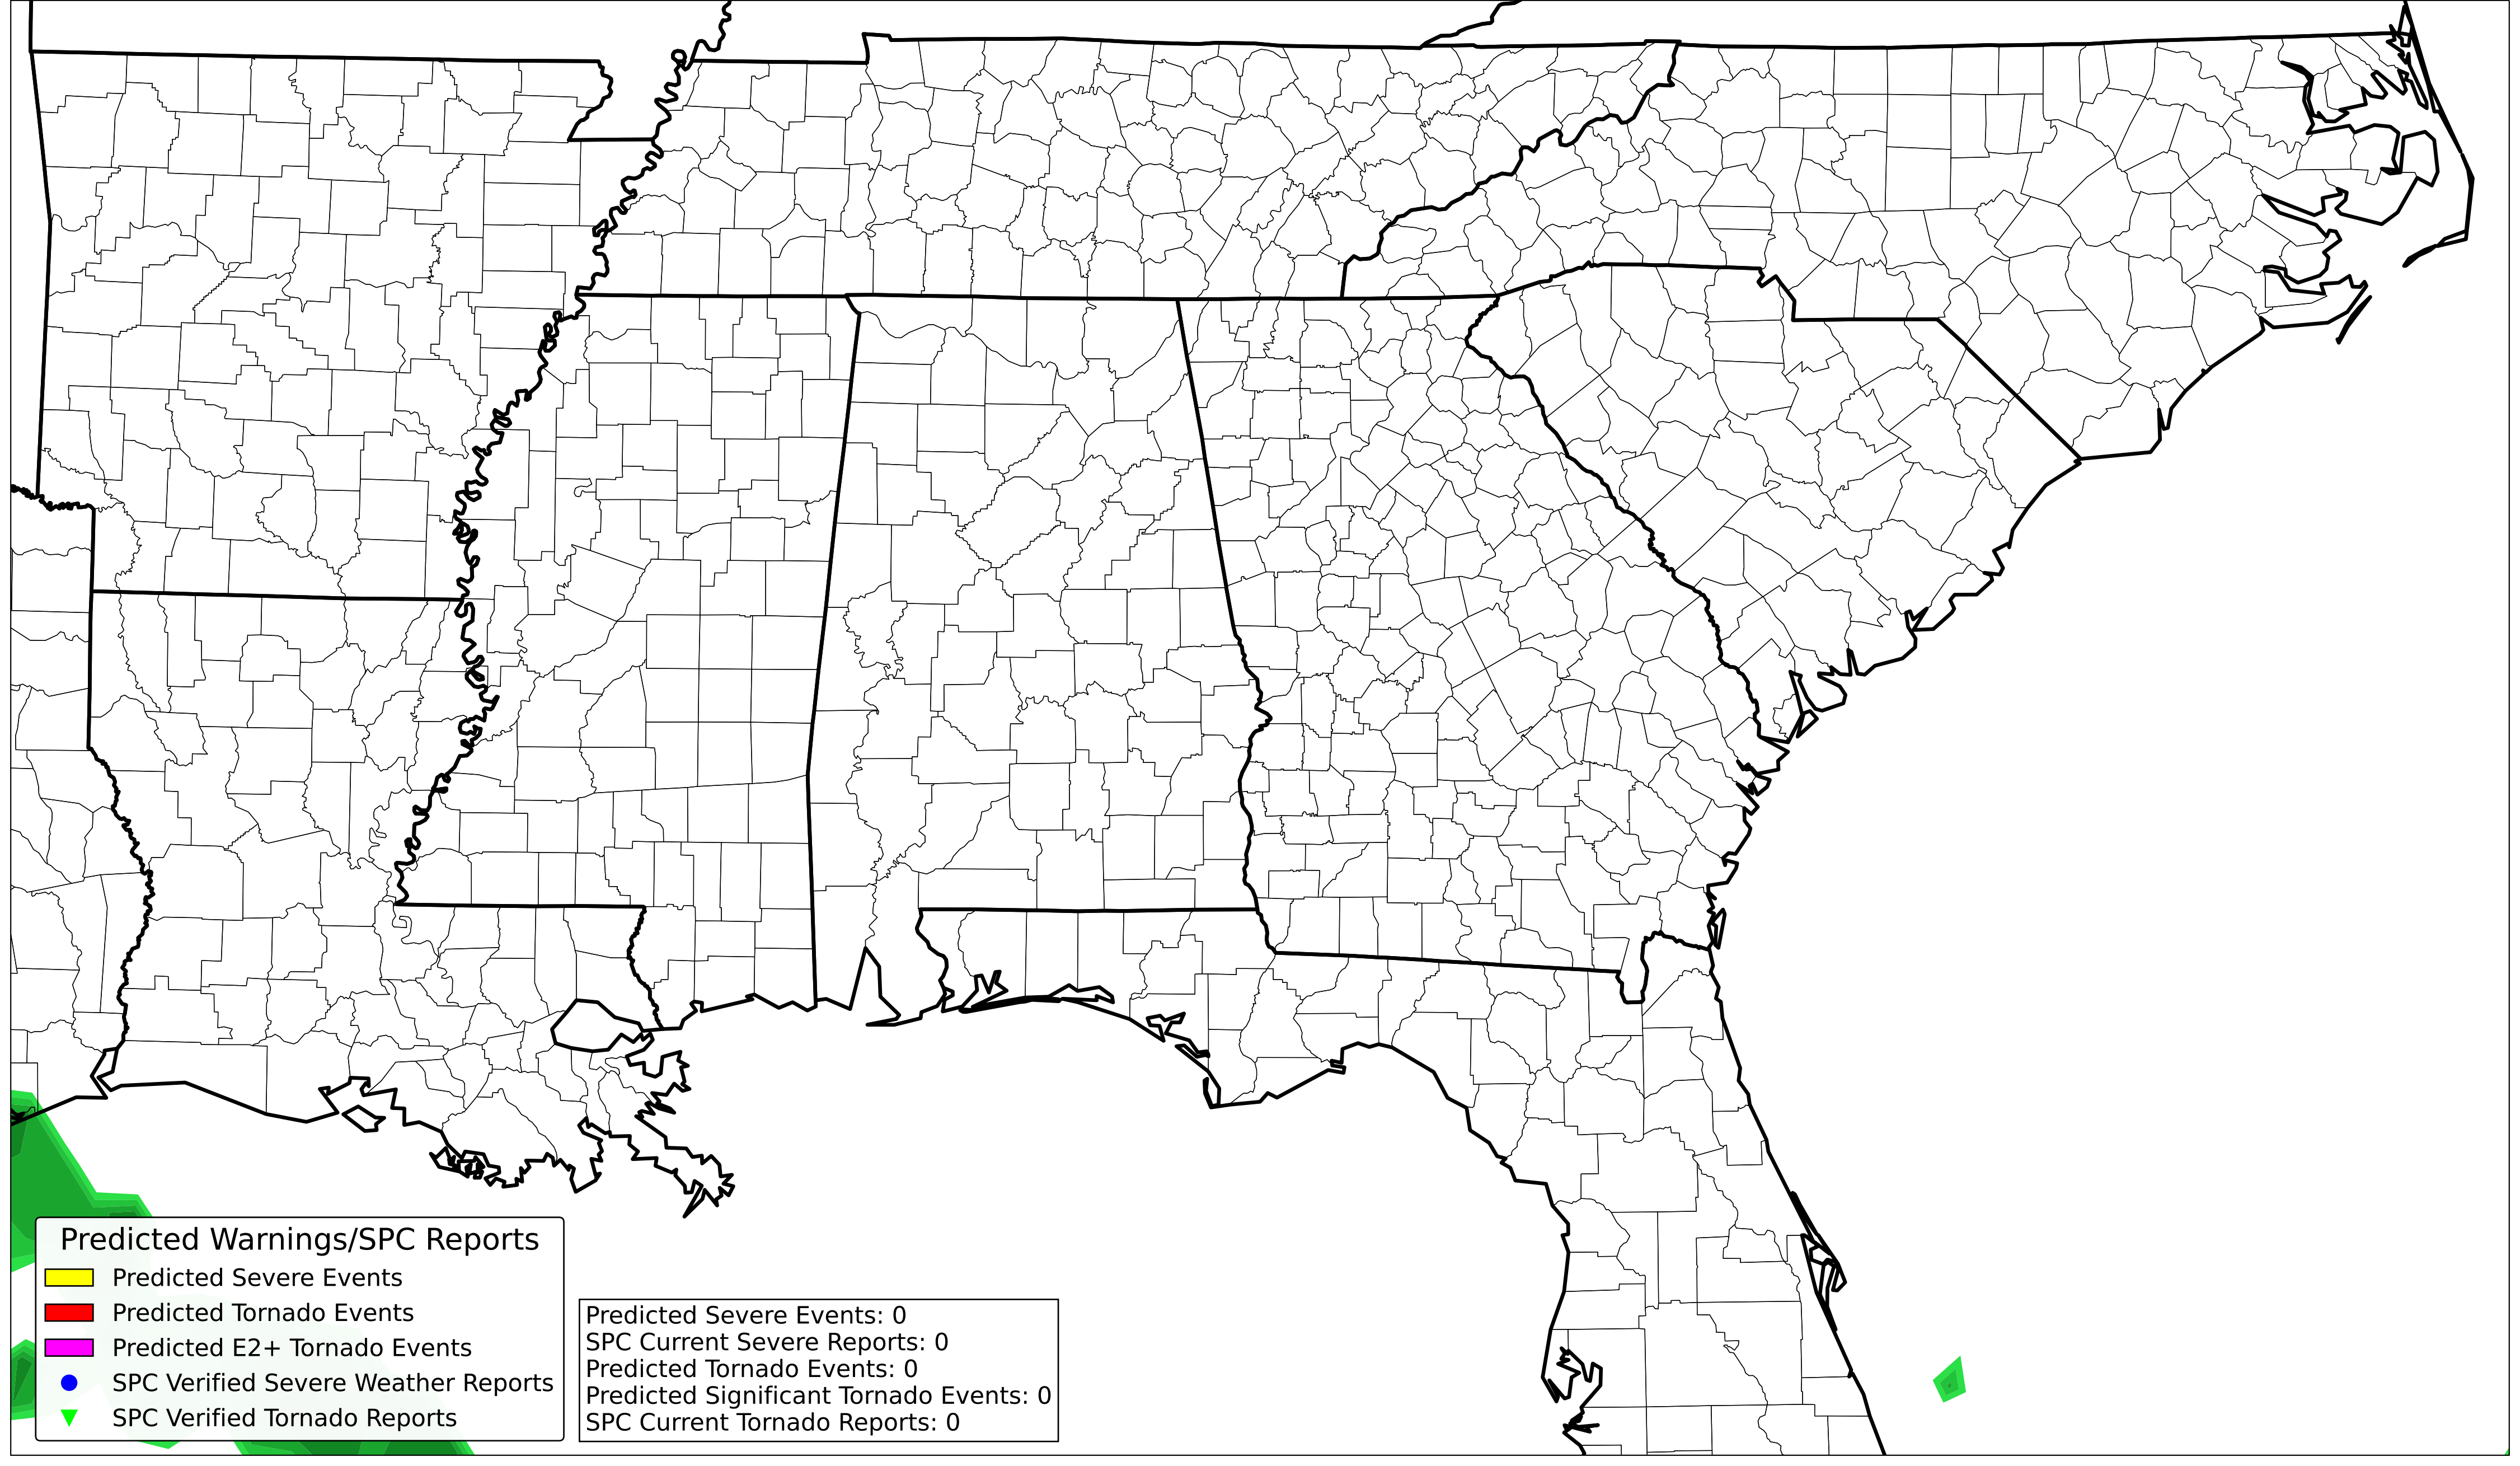 Predicted Warnings/SPC Reports
Predicted Severe Events
Predicted Tornado Events
Predicted E2+ Tornado Events
SPC Verified Severe Weather Reports
SPC Verified Tornado Reports
Predicted Severe Events: 0
SPC Current Severe Reports: 0
Predicted Tornado Events: 0
Predicted Significant Tornado Events: 0
SPC Current Tornado Reports: 0